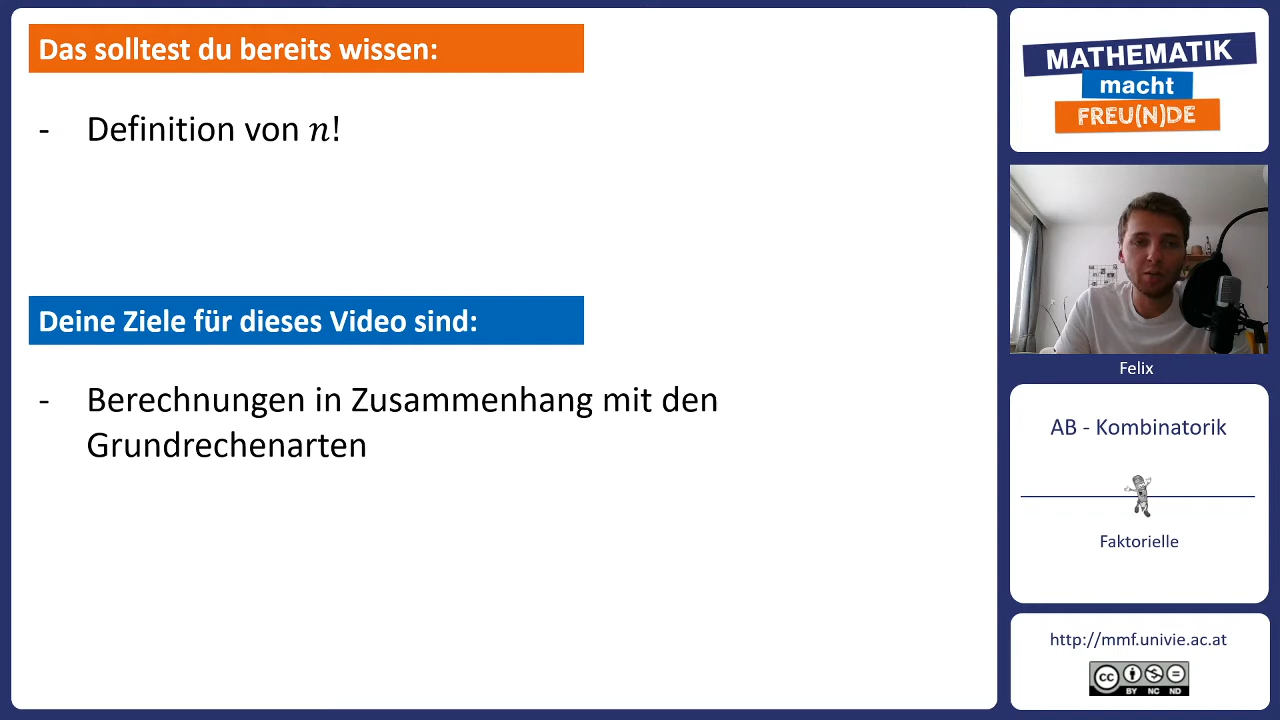 Das solltest du bereits wissen:
- Definition von n!
Deine Ziele für dieses Video sind:
- Berechnungen in Zusammenhang mit den
Grundrechenarten
MATHEMATIK
macht
FREU(N)DE
Felix
AB - Kombinatorik
Faktorielle
http://mmf.univie.ac.at
cc
BY NC ND